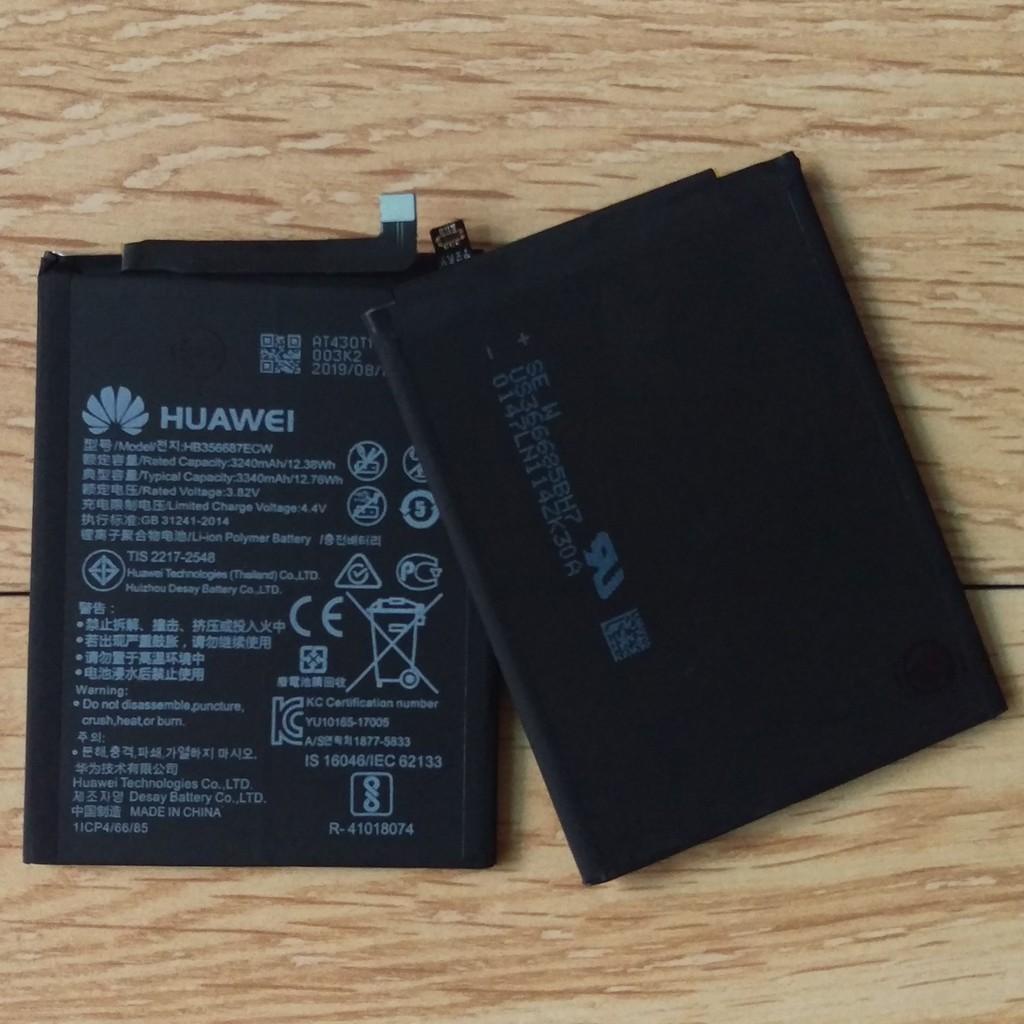 AT430T
003K2
2019/08/
HUAWEI
型号/Model/전지:HB356687ECW
额定容量/Rated Capacity:3240mAh/12.38Wh
典型容量/Typical Capacity:3340mAh/12.76Wh
额定电压/Rated Voltage:3.82V
充电限制电压/Limited Charge Voltage:4.4V
执行标准:GB 31241-2014
锂离子聚合物电池/Li-ion Polymer Battery /충전배터리
5
TIS 2217-2548
Huawei Technologies (Thailand) Co.,LTD.
Huizhou Desay Battery Co.,LTD.
警告:
•禁止拆解、撞击、挤压或投入火中
•若出现严重鼓胀，请勿继续使用
•请勿置于高温环境中
•电池浸水后禁止使用
CE
廢電池請回收
Warning:
•Do not disassemble,puncture,
crush,heat,or burn.
주의:
•분해,충격,파쇄,가열하지 마시오.
华为技术有限公司
Huawei Technologies Co.,LTD.
제조자명 Desay Battery Co.,LTD.
中国制造 MADE IN CHINA
1ICP4/66/85
KC Certification number
YU10165-17005
A/S연락처1877-5833
IS 16046/IEC 62133
R- 41018074
+
SE W
US366625BH7
0147LN114ZK30A
-